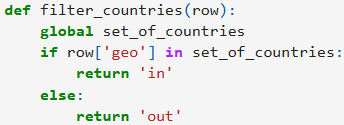 def filter_countries(row):
    global set_of_countries
    if row['geo'] in set_of_countries:
        return 'in'
    else:
        return 'out'